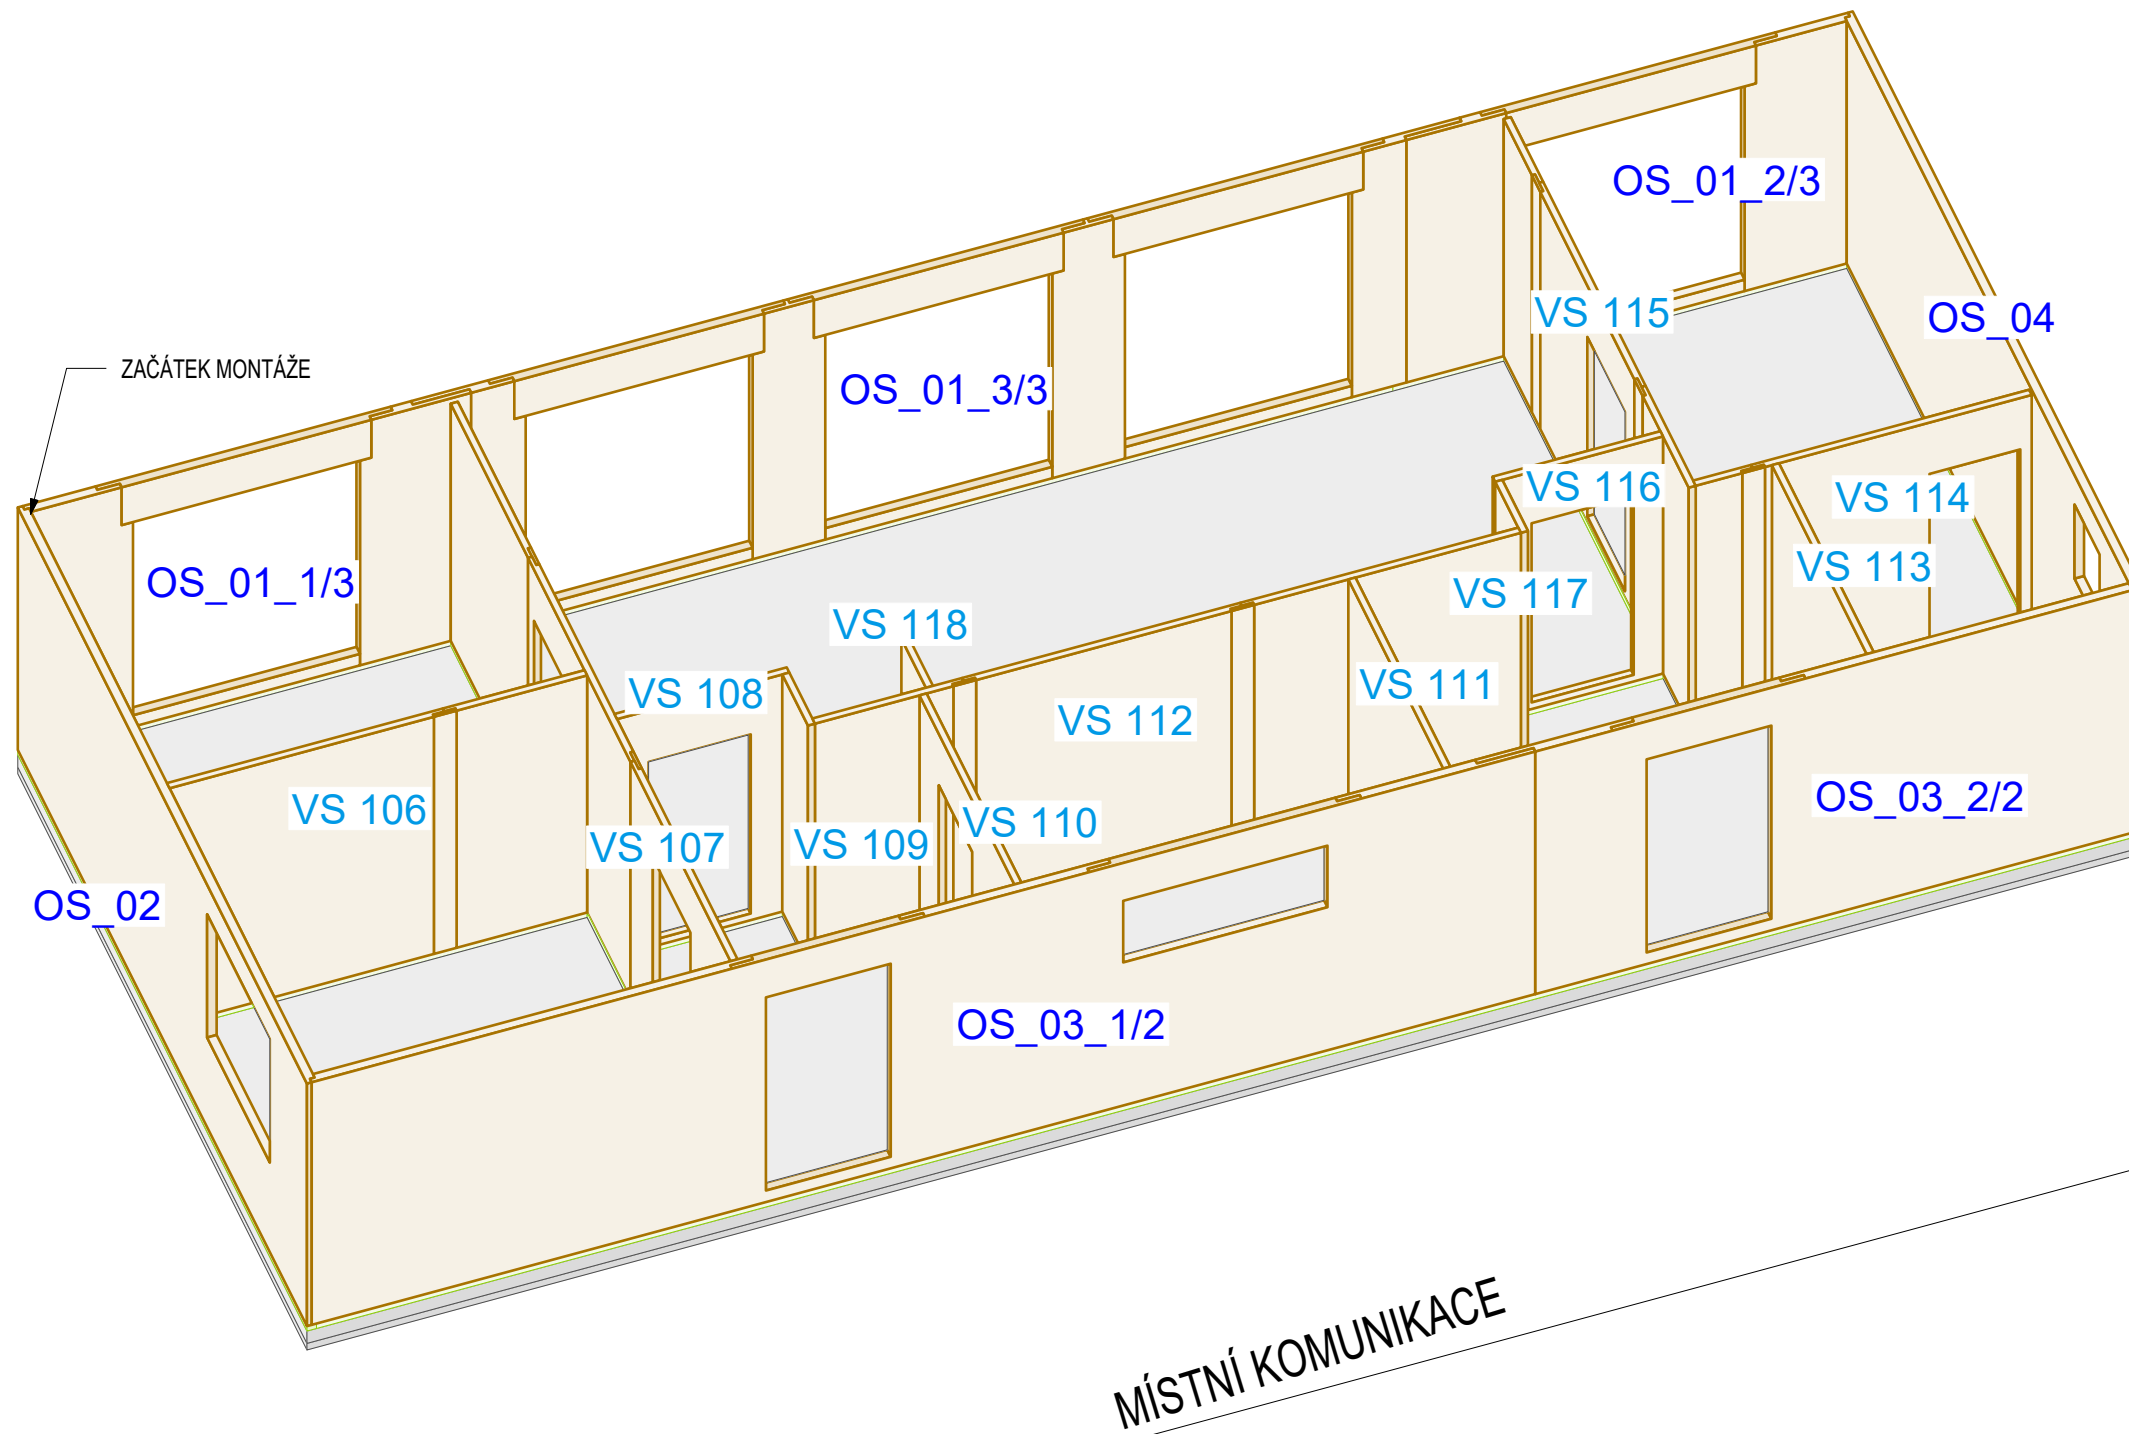 OS_01_2/3
VS 115
OS_04
ZAČÁTEK MONTÁŽE
OS_01_3/3
VS 116
VS 114
OS_01_1/3
VS 113
VS 117
VS 118
VS 108
VS 111
VS 112
VS 106
OS_03_2/2
VS 110
VS 107
VS 109
OS_02
OS_03_1/2
MÍSTNÍ KOMUNIKACE